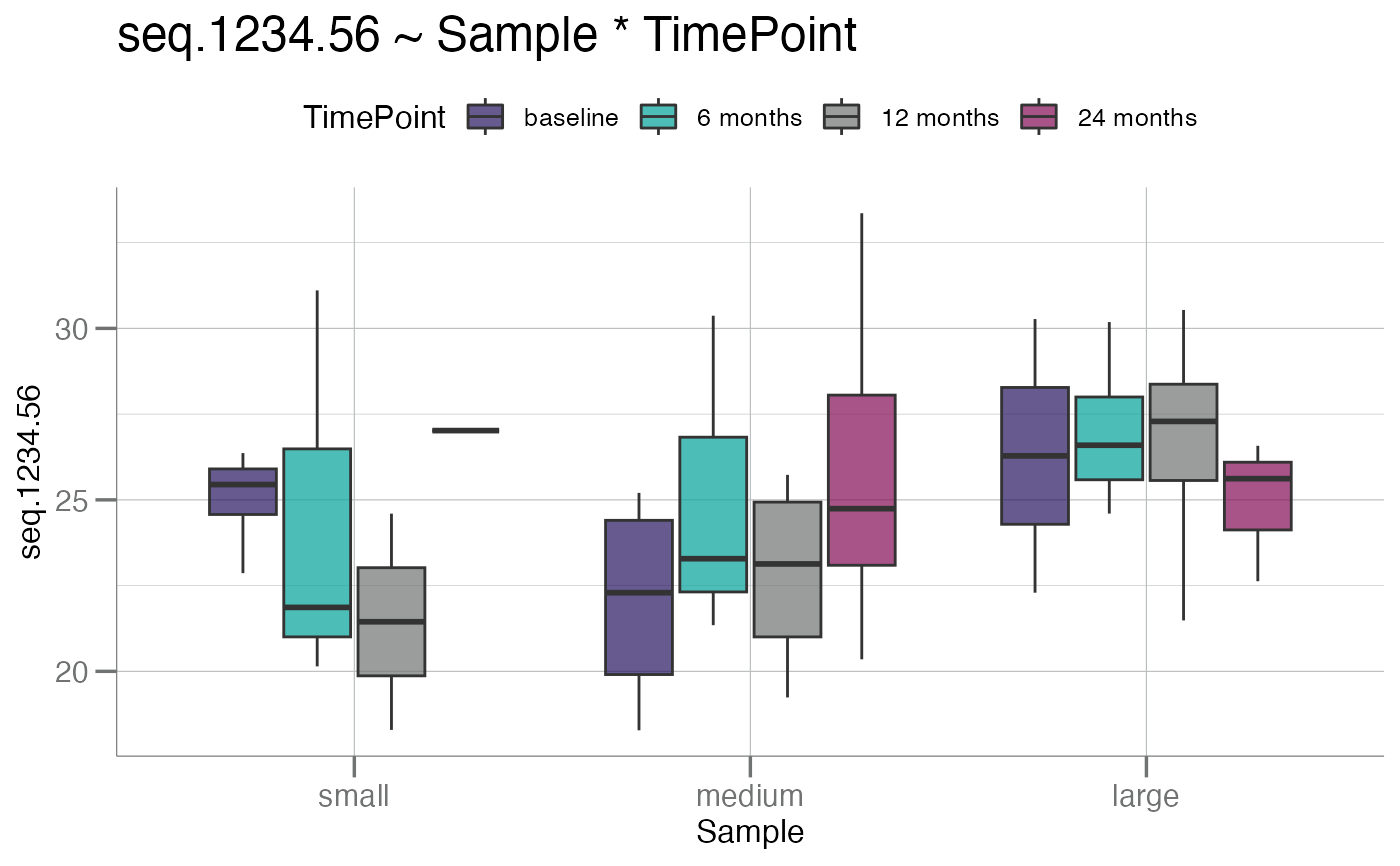 seq.1234.56 ~ Sample * TimePoint
TimePoint baseline 6 months 12 months 24 months
30
25
20
seq.1234.56
small medium large
Sample